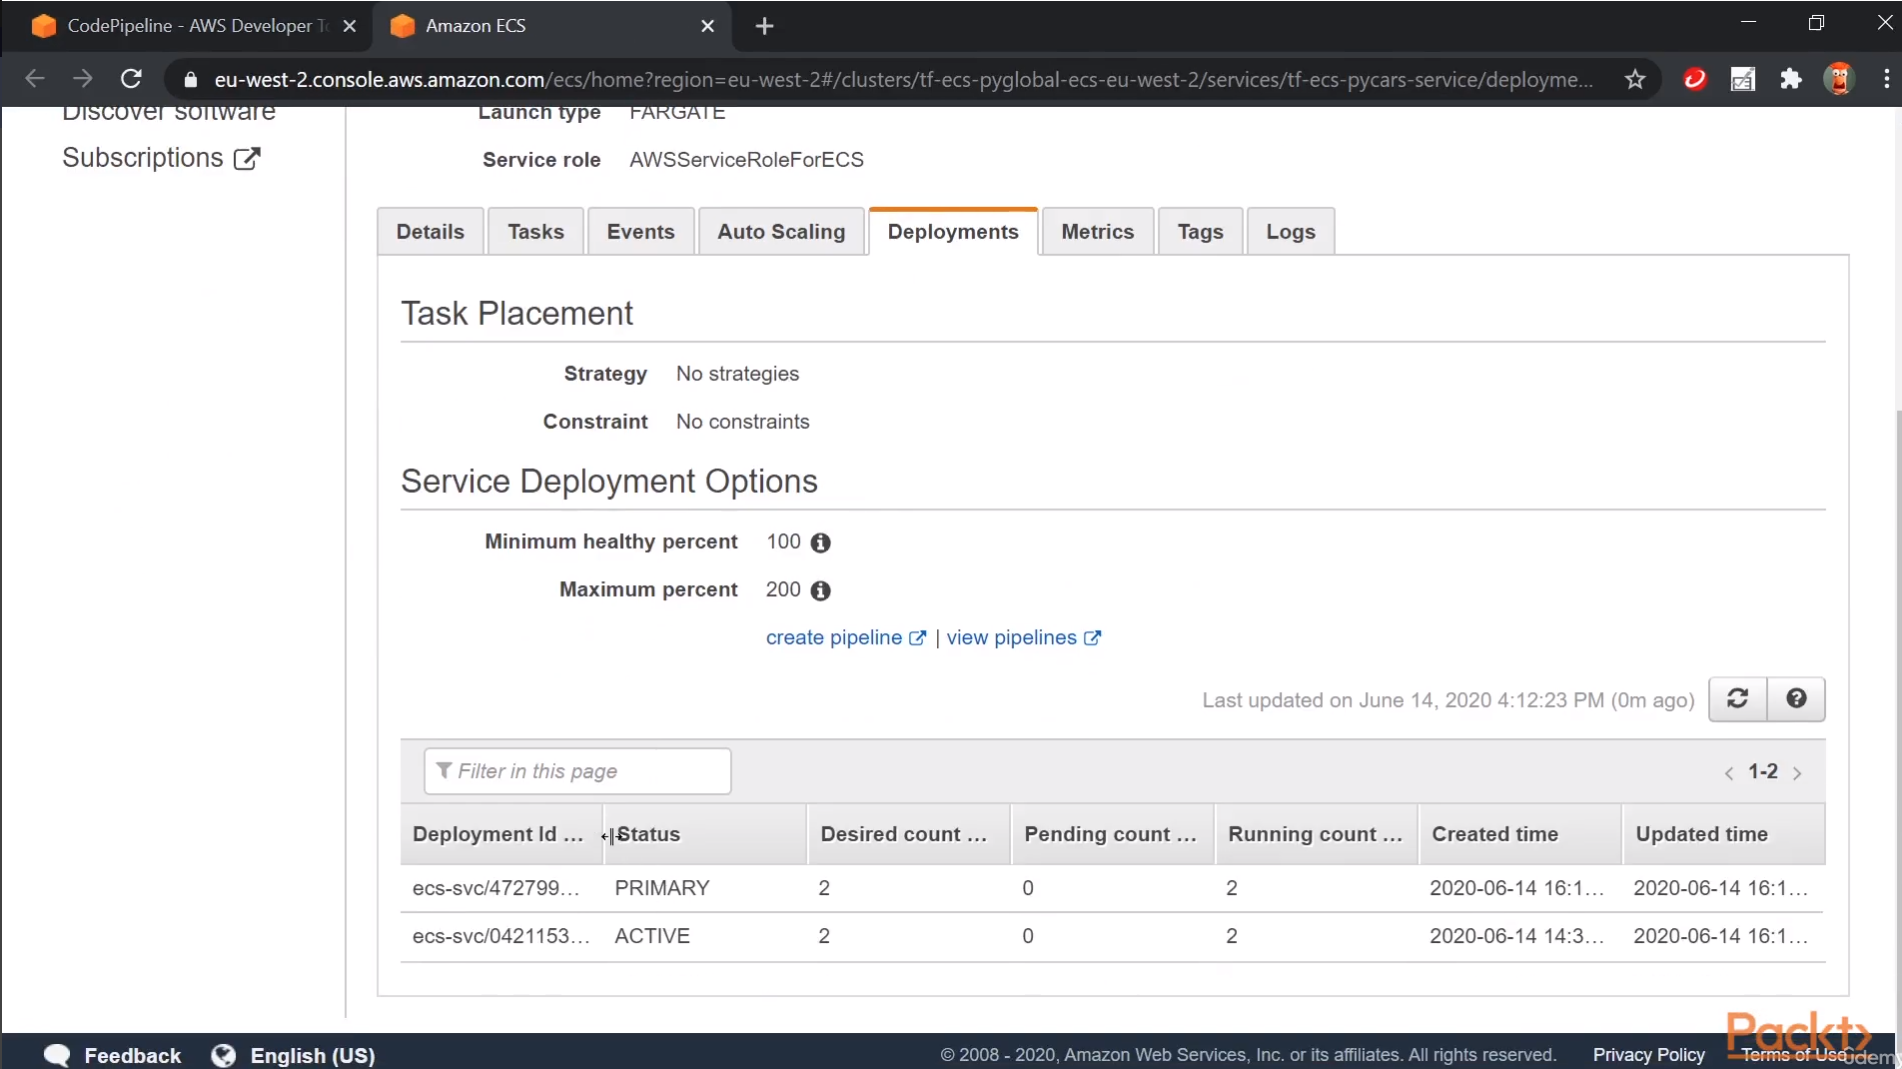 CodePipeline - AWS Developer To
Amazon ECS
eu-west-2.console.aws.amazon.com/ecs/home?region=eu-west-2#/clusters/tf-ecs-pyglobal-ecs-eu-west-2/services/tf-ecs-pycars-service/deployme...
Discover software
Subscriptions
Launch type FARGATE
Service role AWSServiceRoleForECS
Details Tasks Events Auto Scaling Deployments Metrics Tags Logs
Task Placement
Strategy No strategies
Constraint No constraints
Service Deployment Options
Minimum healthy percent 100
Maximum percent 200
create pipeline | view pipelines
Last updated on June 14, 2020 4:12:23 PM (0m ago)
Filter in this page
1-2
Deployment Id ... Status Desired count ... Pending count ... Running count ... Created time Updated time
ecs-svc/472799... PRIMARY 2 0 2 2020-06-14 16:1... 2020-06-14 16:1...
ecs-svc/0421153... ACTIVE 2 0 2 2020-06-14 14:3... 2020-06-14 16:1...
Packt>
Feedback English (US) © 2008 - 2020, Amazon Web Services, Inc. or its affiliates. All rights reserved. Privacy Policy Terms of Use
Udemy